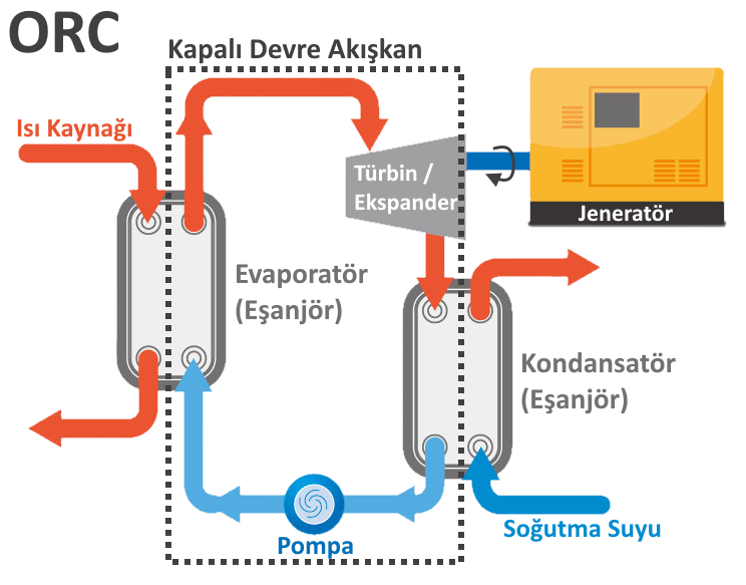 ORC
Kapalı Devre Akışkan
Isı Kaynağı
Türbin /
Ekspander
Jeneratör
Evaporatör
(Eşanjör)
Kondansatör
(Eşanjör)
Soğutma Suyu
Pompa